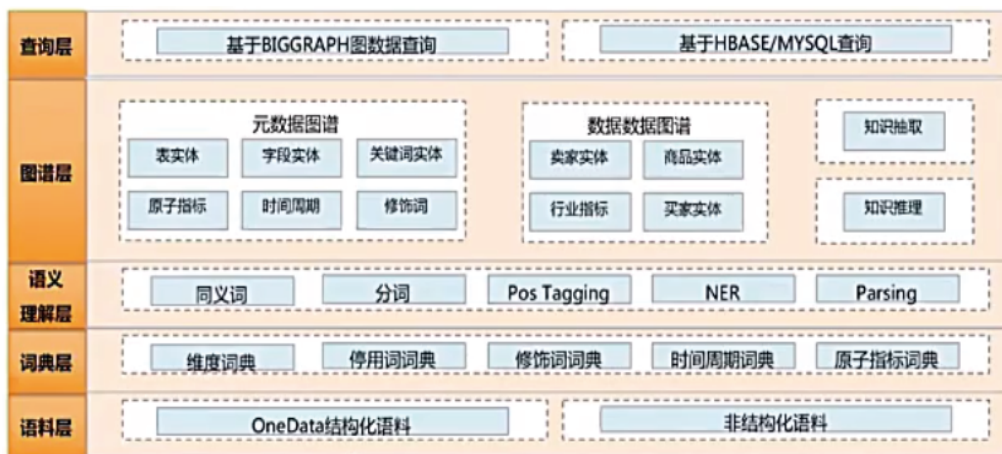 查询层
基于BIGGRAPH图数据查询
基于HBASE/MYSQL查询
图谱层
元数据图谱
表实体
字段实体
关键词实体
原子指标
时间周期
修饰词
数据数据图谱
卖家实体
商品实体
行业指标
买家实体
知识抽取
知识推理
语义
理解层
同义词
分词
Pos Tagging
NER
Parsing
词典层
维度词典
停用词词典
修饰词词典
时间周期词典
原子指标词典
语料层
OneData结构化语料
非结构化语料